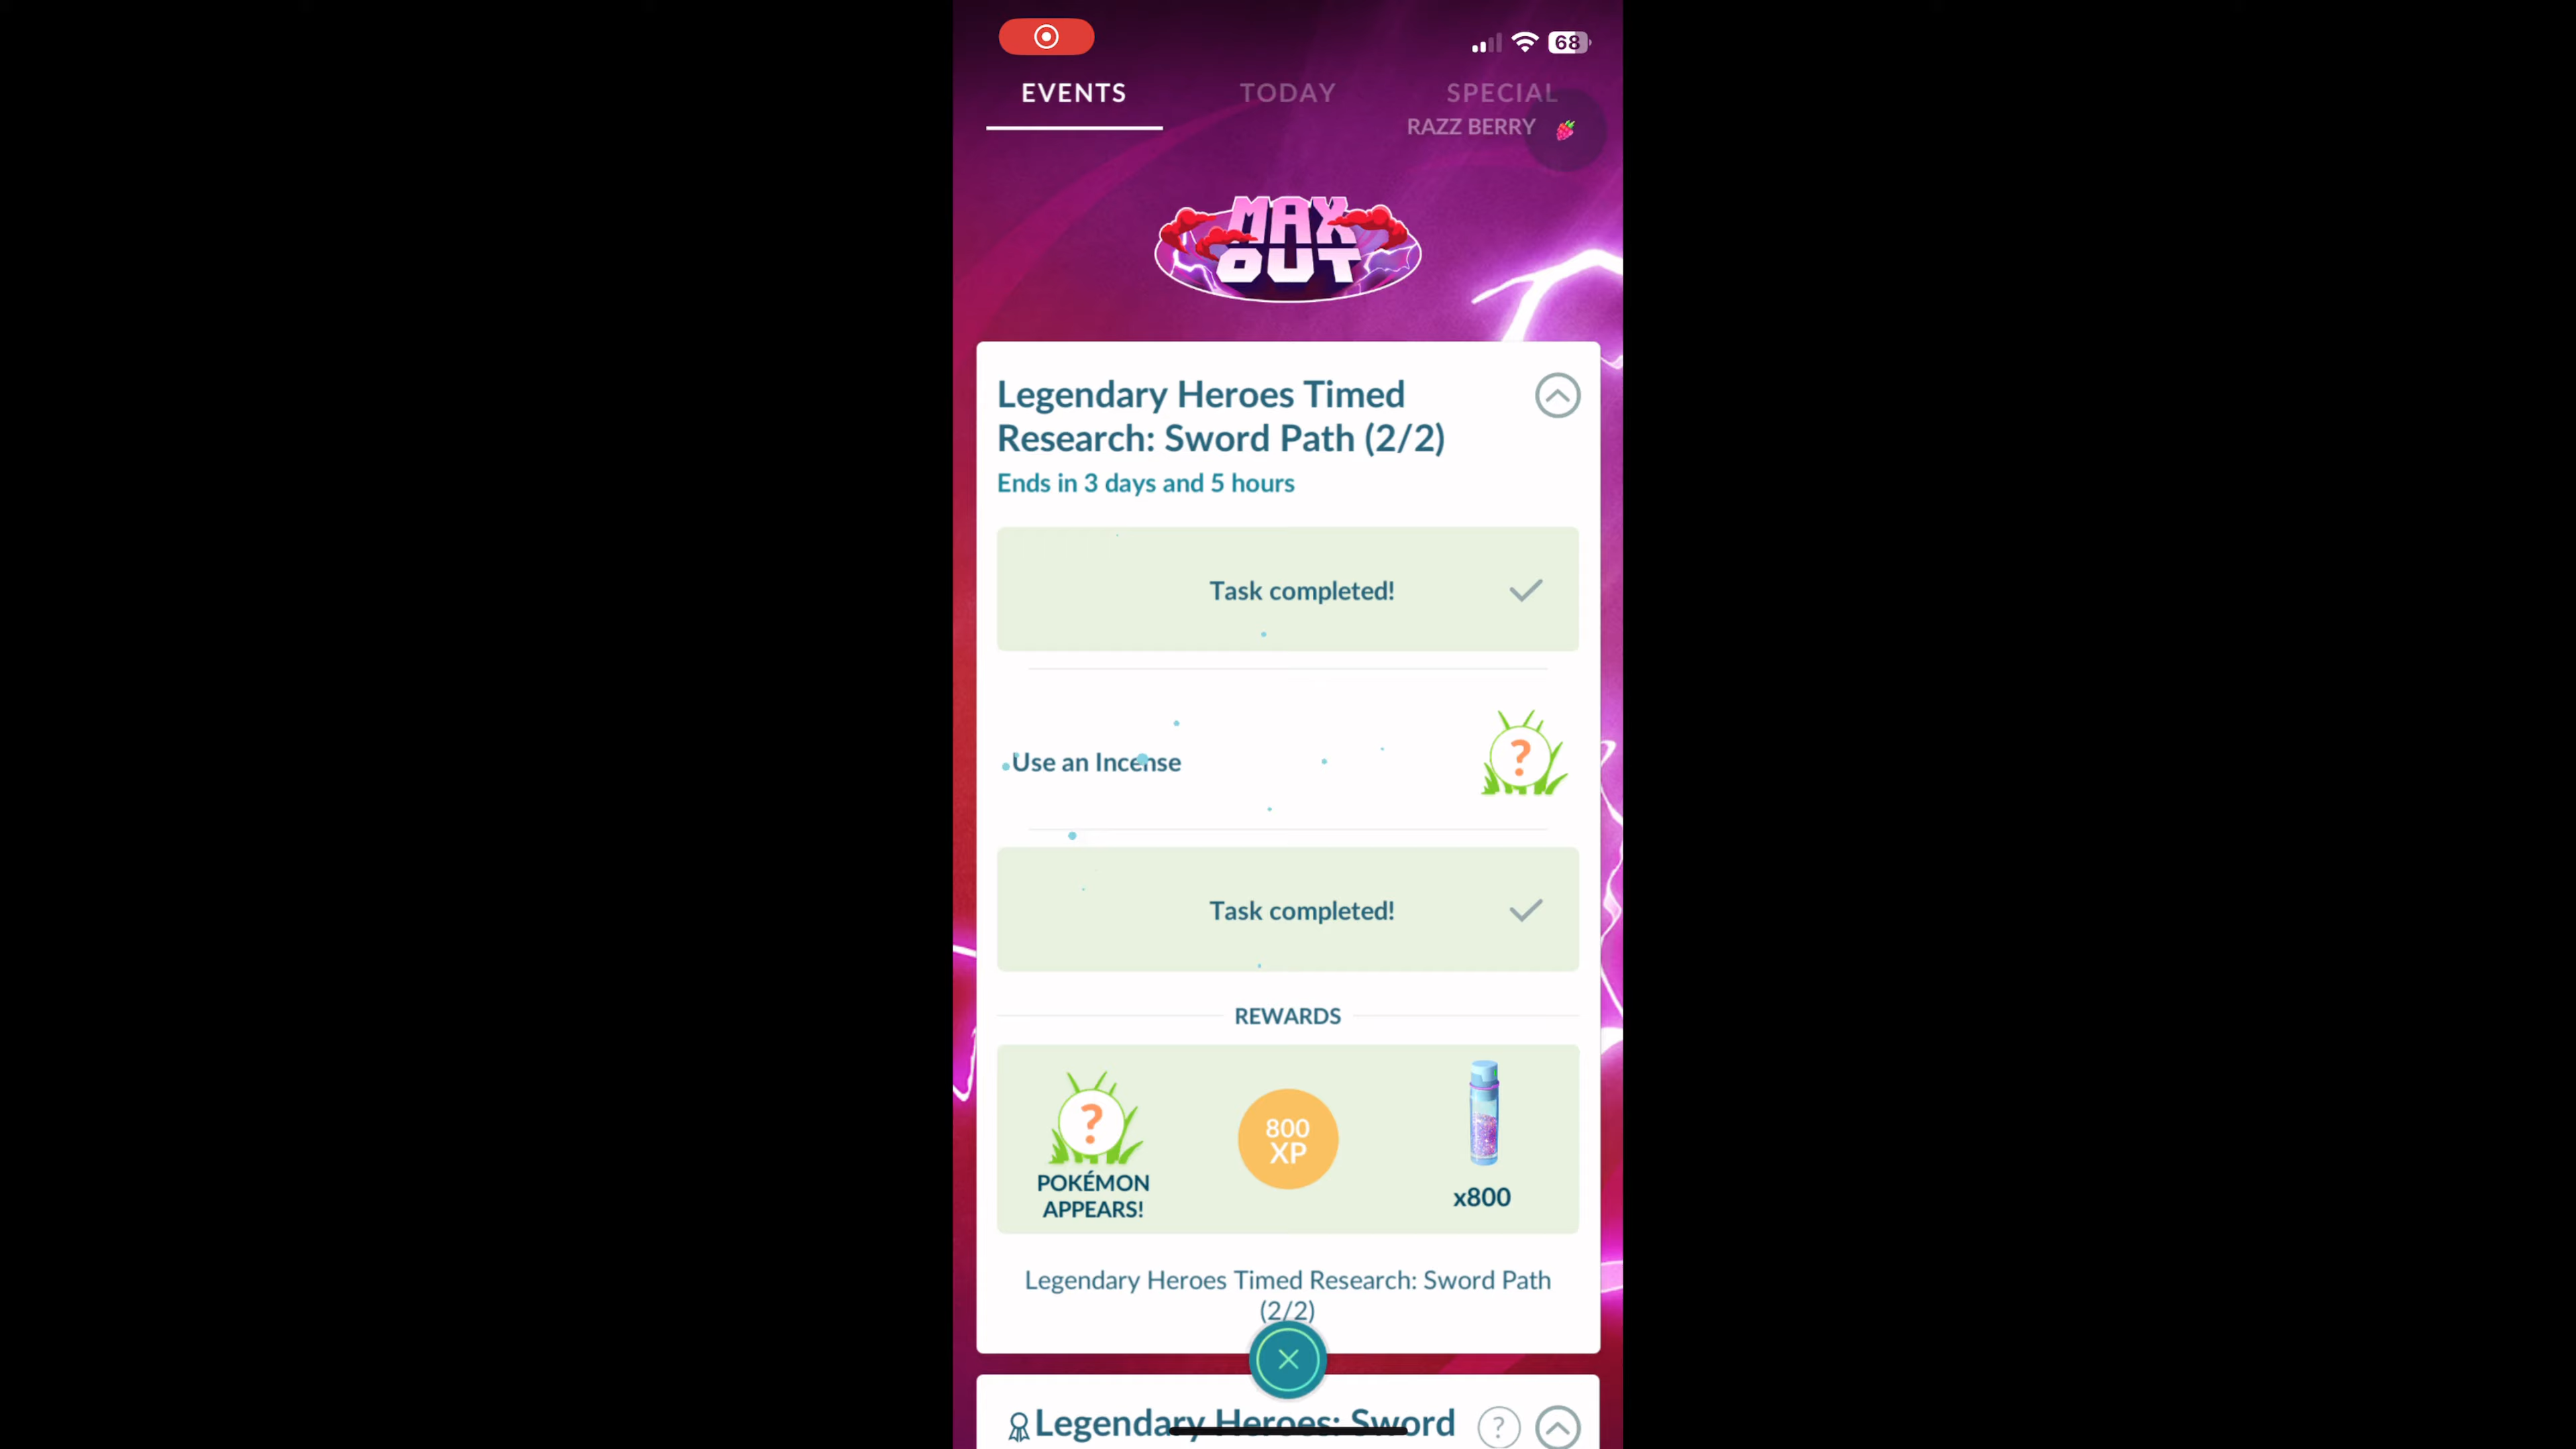 68
EVENTS
TODAY
SPECIAL
RAZZ BERRY
MAX
OUT
Legendary Heroes Timed
Research: Sword Path (2/2)
Ends in 3 days and 5 hours
Task completed!
Use an Incense
?
Task completed!
REWARDS
?
POKÉMON
APPEARS!
800
XP
x800
Legendary Heroes Timed Research: Sword Path
(2/2)
Legendary Heroes: Sword
?